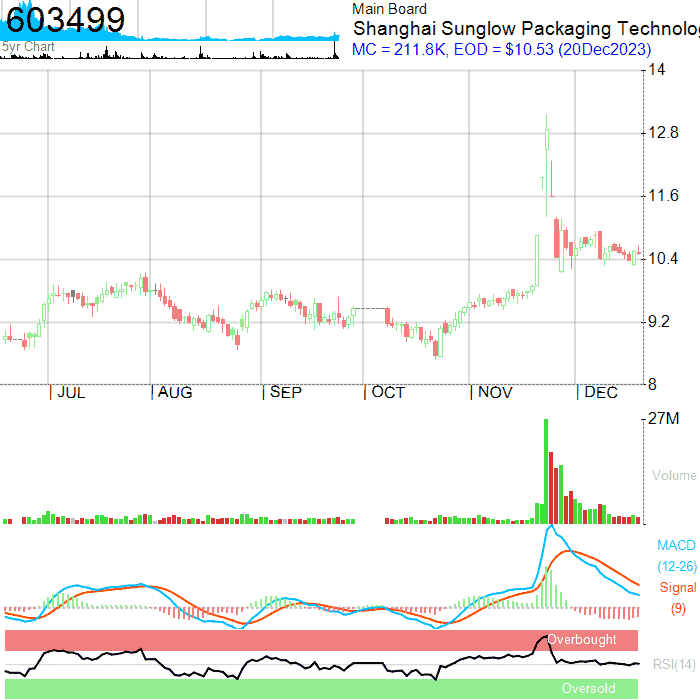 603499
5yr Chart
Main Board
Shanghai Sunglow Packaging Technolo
MC = 211.8K, EOD = $10.53 (20Dec2023)
14
12.8
11.6
10.4
9.2
8
JUL AUG SEP OCT NOV DEC
27M
Volume
MACD
(12-26)
Signal
(9)
Overbought
RSI(14)
Oversold